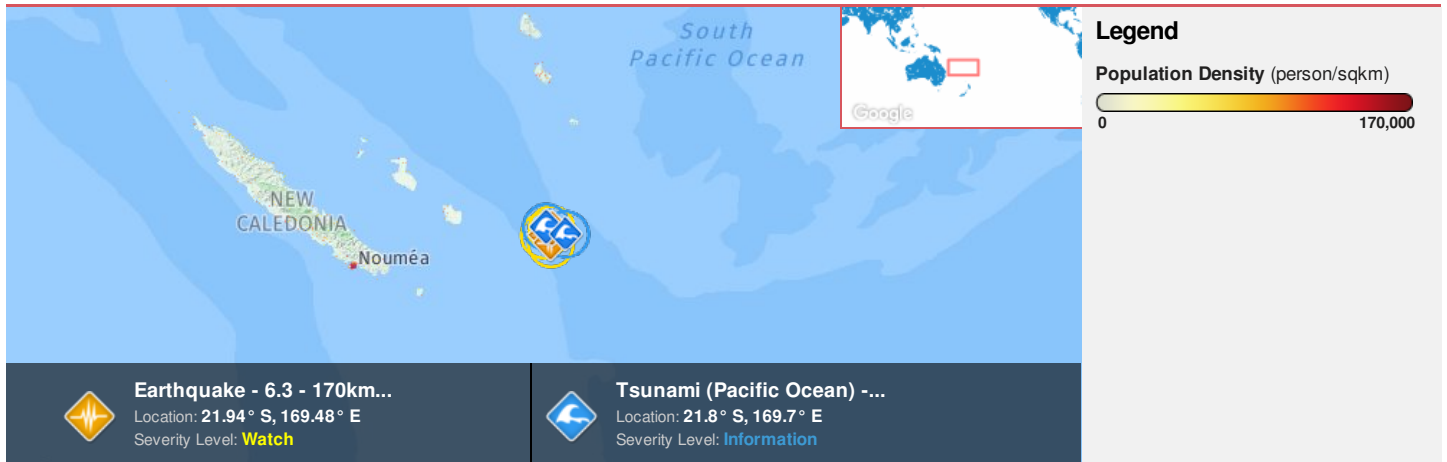 South
Pacific Ocean
Google
NEW
CALEDONIA
Nouméa
Legend
Population Density (person/sqkm)
0
170,000
Earthquake - 6.3 - 170km...
Location: 21.94° S, 169.48° E
Severity Level: Watch
Tsunami (Pacific Ocean) -...
Location: 21.8° S, 169.7° E
Severity Level: Information